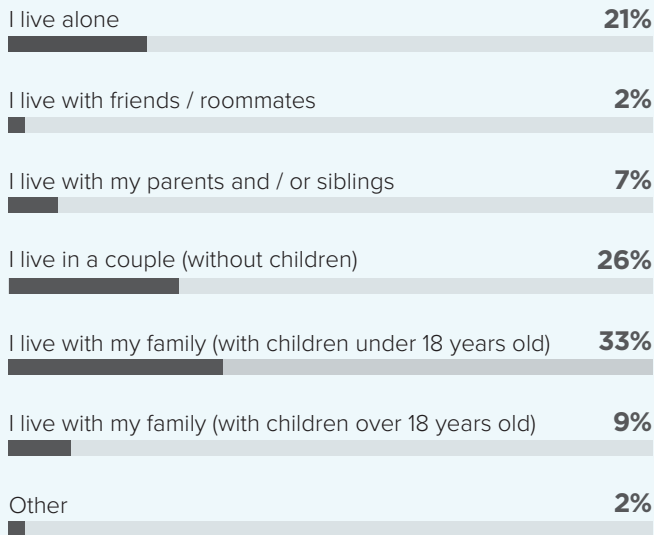 I live alone 21%
I live with friends / roommates 2%
I live with my parents and / or siblings 7%
I live in a couple (without children) 26%
I live with my family (with children under 18 years old) 33%
I live with my family (with children over 18 years old) 9%
Other 2%